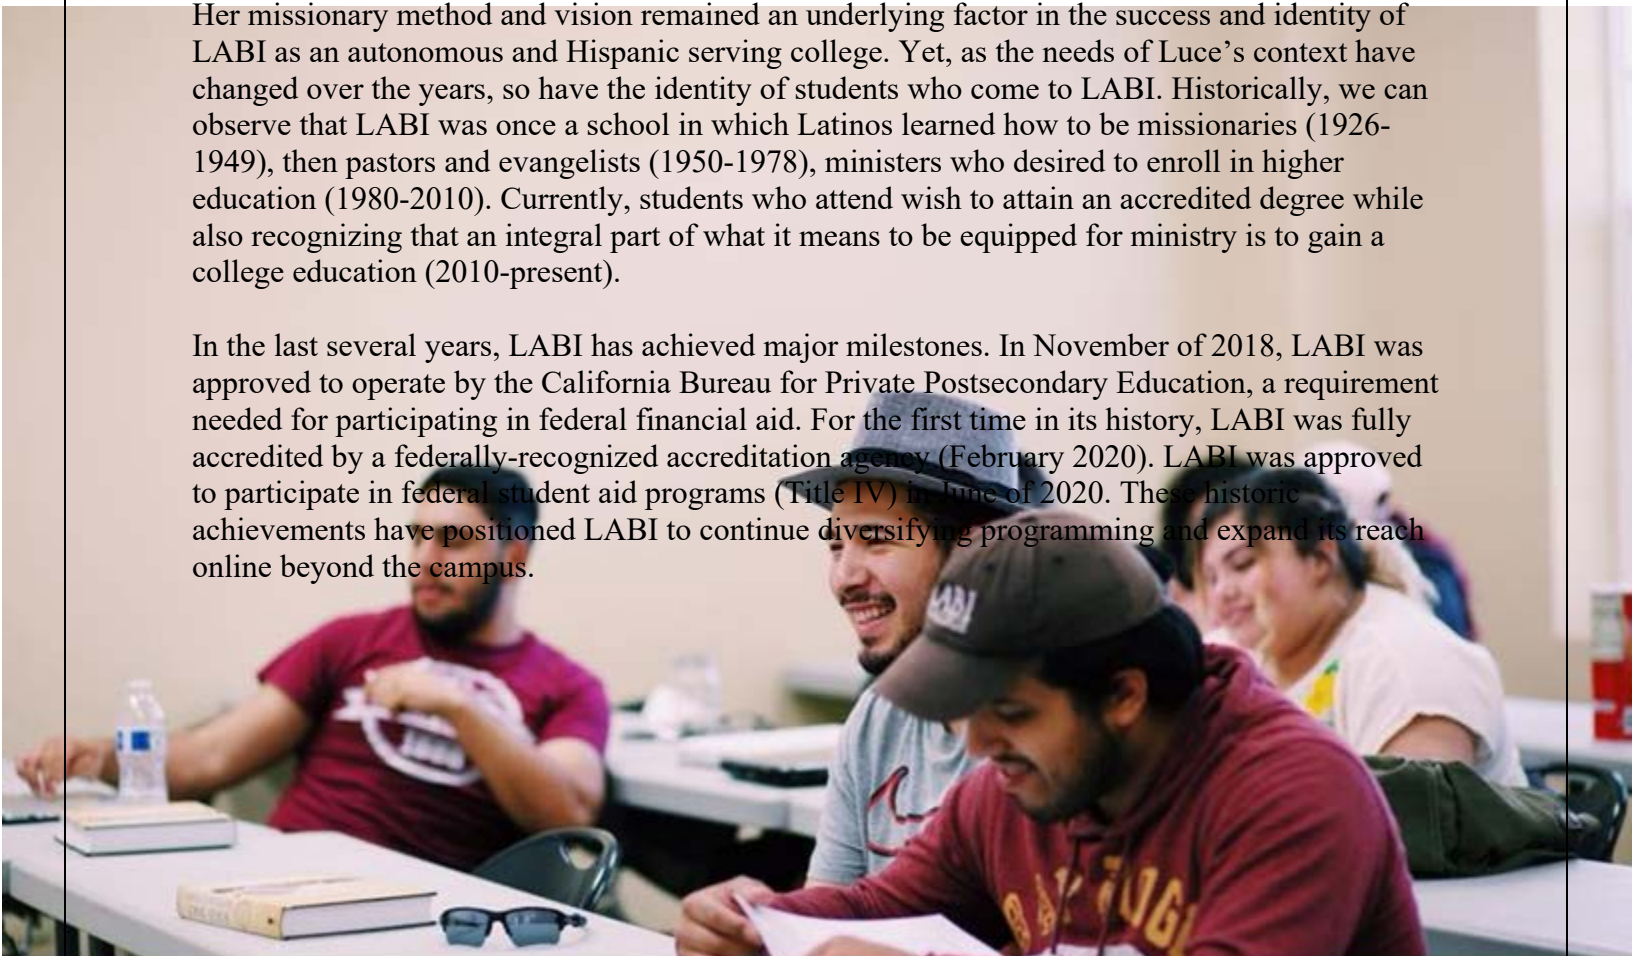 Her missionary method and vision remained an underlying factor in the success and identity of
LABI as an autonomous and Hispanic serving college. Yet, as the needs of Luce’s context have
changed over the years, so have the identity of students who come to LABI. Historically, we can
observe that LABI was once a school in which Latinos learned how to be missionaries (1926-
1949), then pastors and evangelists (1950-1978), ministers who desired to enroll in higher
education (1980-2010). Currently, students who attend wish to attain an accredited degree while
also recognizing that an integral part of what it means to be equipped for ministry is to gain a
college education (2010-present).
In the last several years, LABI has achieved major milestones. In November of 2018, LABI was
approved to operate by the California Bureau for Private Postsecondary Education, a requirement
needed for participating in federal financial aid. For the first time in its history, LABI was fully
accredited by a federally-recognized accreditation agency (February 2020). LABI was approved
to participate in federal student aid programs (Title IV) in June of 2020. These historic
achievements have positioned LABI to continue diversifying programming and expand its reach
online beyond the campus.
LABI